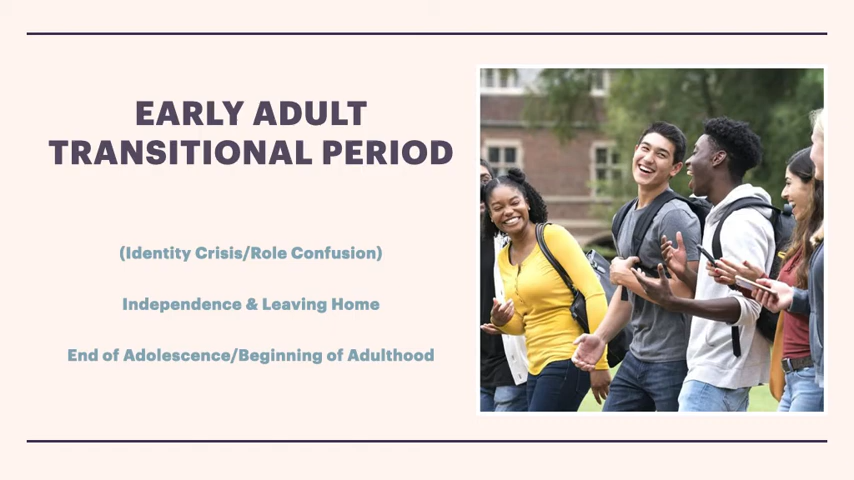 EARLY ADULT
TRANSITIONAL PERIOD
(Identity Crisis/Role Confusion)
Independence & Leaving Home
End of Adolescence/Beginning of Adulthood